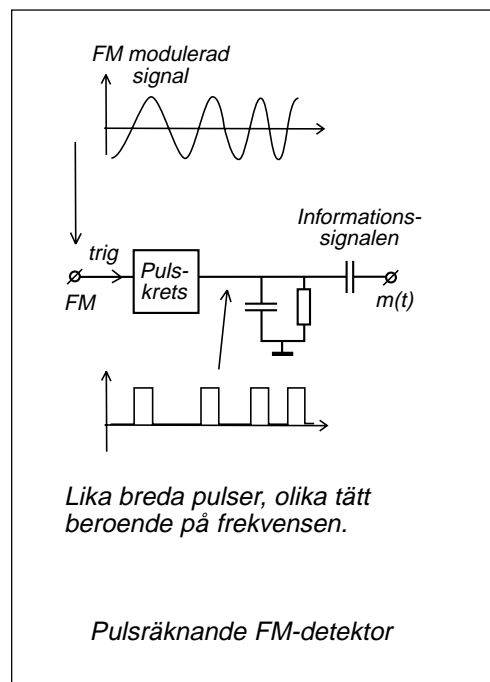 FM modulerad
signal
Informations-
signalen
trig
Puls-
krets
FM
m(t)
Lika breda pulser, olika tätt
beroende på frekvensen.
Pulsräknande FM-detektor